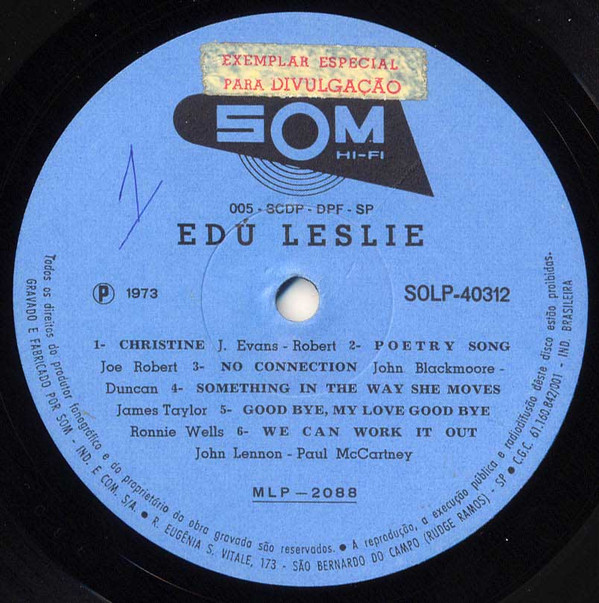 EXEMPLAR ESPECIAL
PARA DIVULGAÇÃO
SOM
HI-FI
005 - SCDP - DPF - SP
EDÚ LESLIE
1
P 1973
SOLP-40312
1- CHRISTINE J. Evans - Robert 2- POETRY SONG
Joe Robert 3- NO CONNECTION John Blackmoore -
Duncan 4- SOMETHING IN THE WAY SHE MOVES
James Taylor 5- GOOD BYE, MY LOVE GOOD BYE
Ronnie Wells 6- WE CAN WORK IT OUT
John Lennon - Paul McCartney
MLP - 2088
Todos os direitos do produtor fonográfico e do proprietário da obra gravada são reservados. • A reprodução, a execução pública e radiodifusão dêste disco estão proibidas.
GRAVADO E FABRICADO POR SOM - IND. E COM. S/A. • R. EUGÊNIA S. VITALE, 173 - SÃO BERNARDO DO CAMPO (RUDGE RAMOS) - SP • C.G.C. 61.160.842/001 - IND. BRASILEIRA